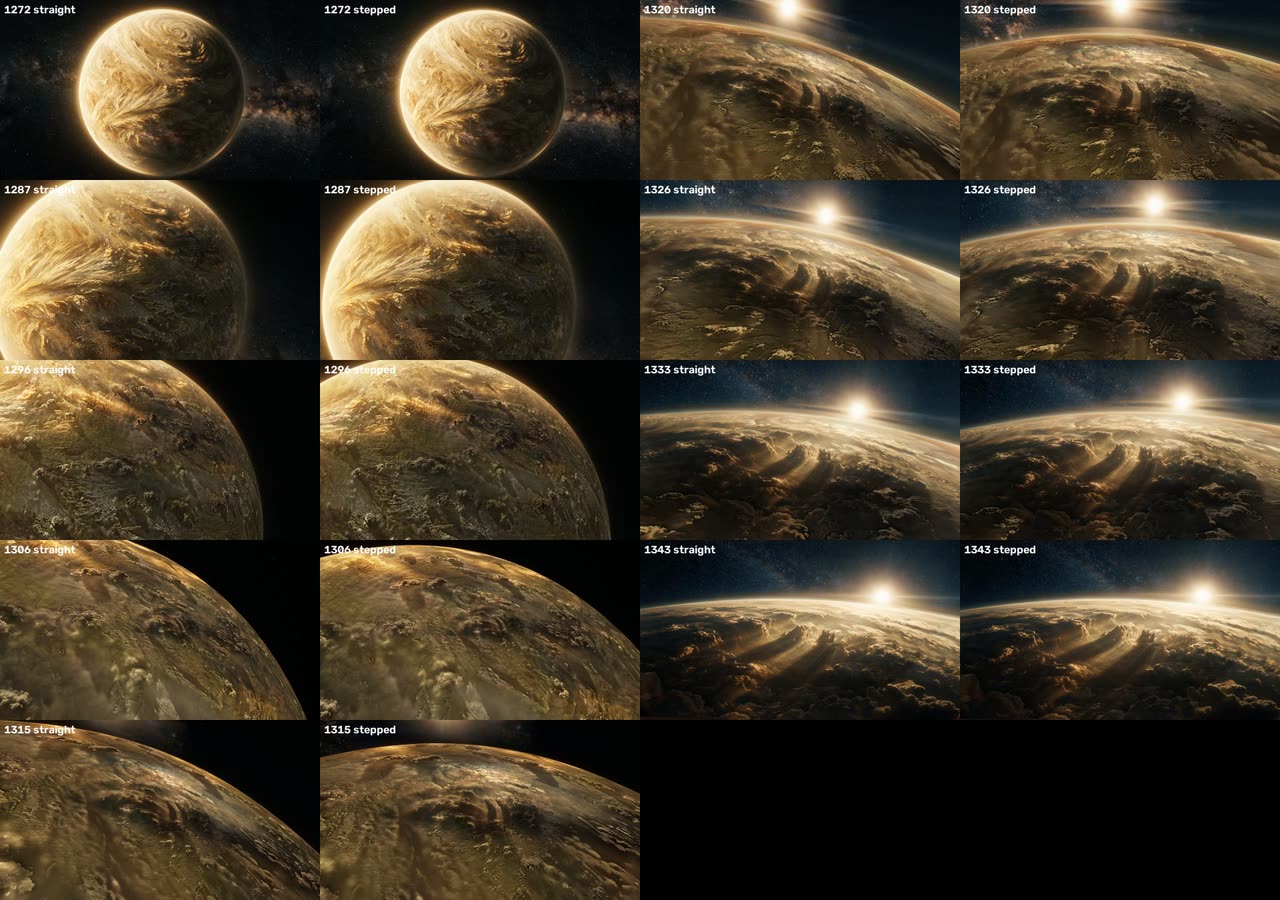 1272 straight
1272 stepped
1320 straight
1320 stepped
1287 straight
1287 stepped
1326 straight
1326 stepped
1296 straight
1296 stepped
1333 straight
1333 stepped
1306 straight
1306 stepped
1343 straight
1343 stepped
1315 straight
1315 stepped